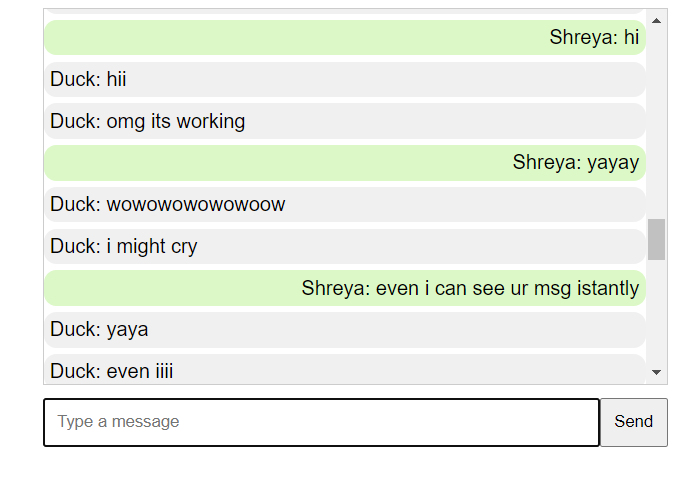 Shreya: hi
Duck: hii
Duck: omg its working
Shreya: yayay
Duck: wowowowowowoow
Duck: i might cry
Shreya: even i can see ur msg istantly
Duck: yaya
Duck: even iiii
Type a message
Send